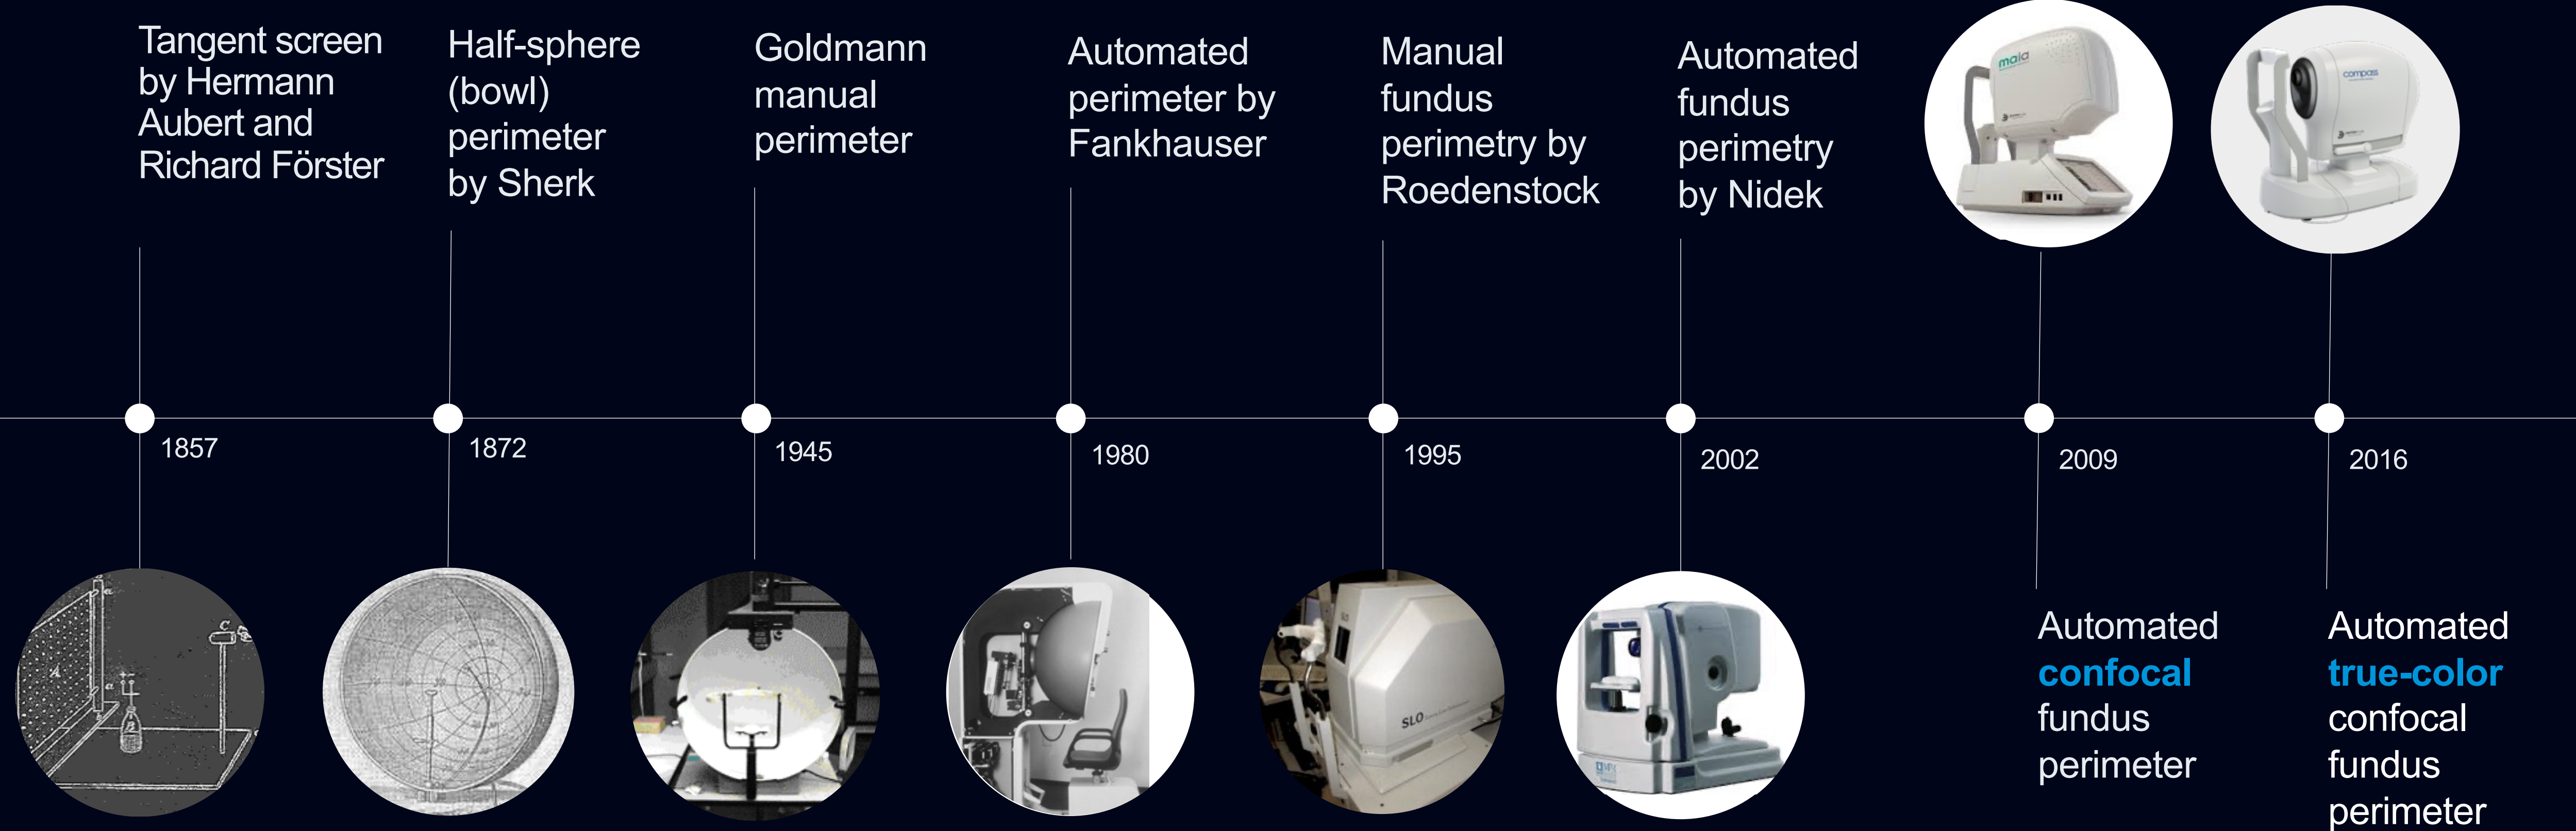 Tangent screen
by Hermann
Aubert and
Richard Förster
Half-sphere
(bowl)
perimeter
by Sherk
Goldmann
manual
perimeter
Automated
perimeter by
Fankhauser
Manual
fundus
perimetry by
Roedenstock
Automated
fundus
perimetry
by Nidek
maia
compass
1857
1872
1945
1980
1995
2002
2009
2016
A
a
a
B
C
SLO
Automated
confocal
fundus
perimeter
Automated
true-color
confocal
fundus
perimeter